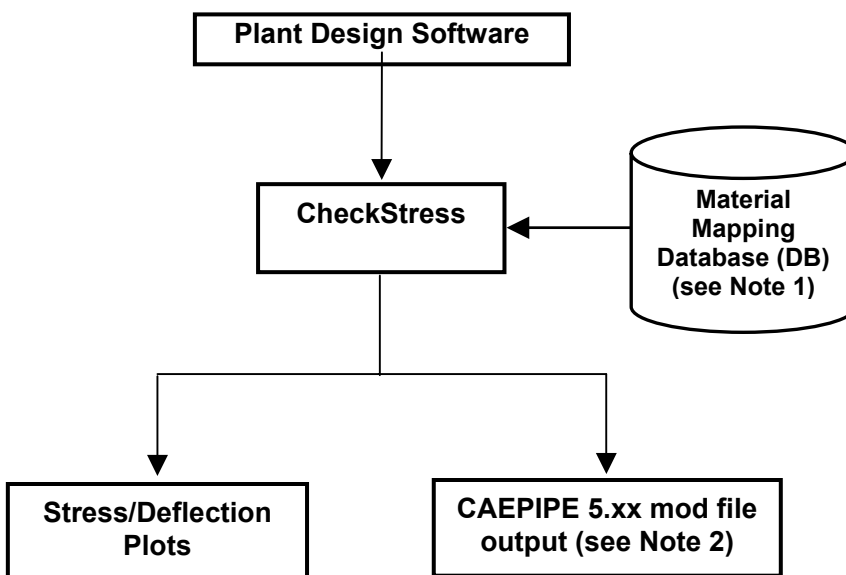 Plant Design Software
CheckStress
Material
Mapping
Database (DB)
(see Note 1)
Stress/Deflection
Plots
CAEPIPE 5.xx mod file
output (see Note 2)